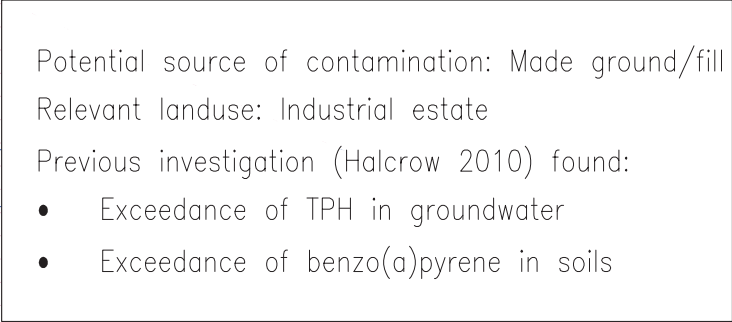 Potential source of contamination: Made ground/fill
Relevant landuse: Industrial estate
Previous investigation (Halcrow 2010) found:
• Exceedance of TPH in groundwater
• Exceedance of benzo(a)pyrene in soils